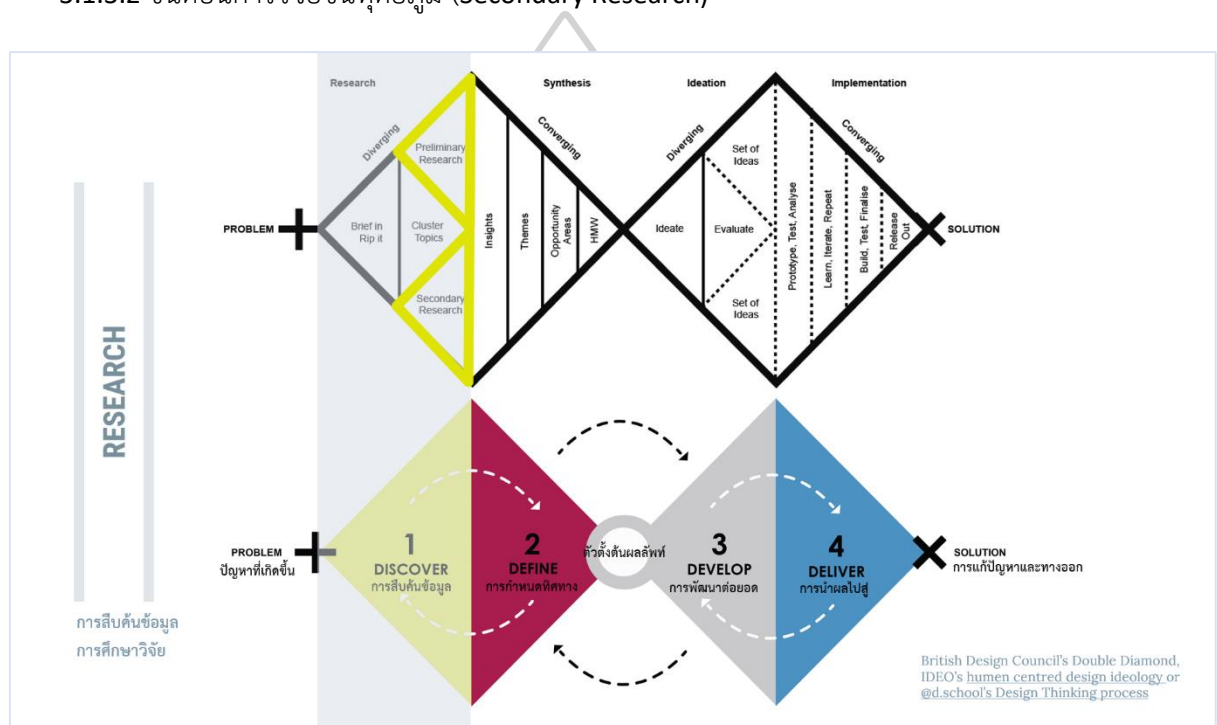 (Secondary Research)
Research
Synthesis
Ideation
Implementation
Diverging
Converging
Diverging
Converging
Preliminary
Research
Set of
Ideas
PROBLEM
Brief in
Rip it
Cluster
Topics
Insights
Themes
Opportunity
Areas
HMW
Ideate
Evaluate
Prototype, Test, Analyse
Learn, Iterate, Repeat
Build, Test, Finalise
Release
Out
SOLUTION
Secondary
Research
Set of
Ideas
RESEARCH
การสืบค้นข้อมูล
การศึกษาวิจัย
PROBLEM
ปัญหาที่เกิดขึ้น
1
DISCOVER
การสืบค้นข้อมูล
2
DEFINE
การกำหนดทิศทาง
ตัวตั้งต้นผลลัพท์
3
DEVELOP
การพัฒนาต่อยอด
4
DELIVER
การนำผลไปสู่
SOLUTION
การแก้ปัญหาและทางออก
British Design Council's Double Diamond,
IDEO's human centred design ideology or
@d.school's Design Thinking process